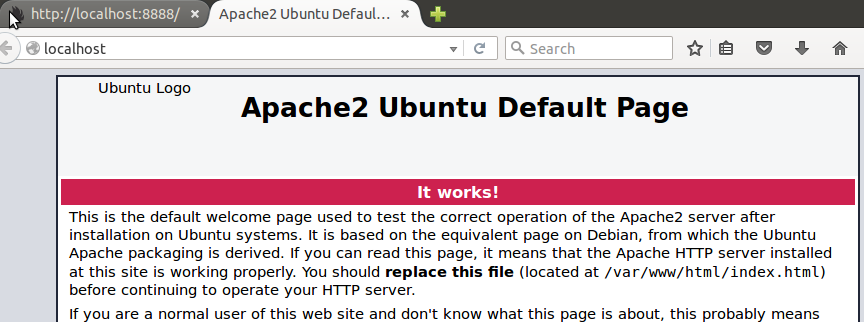 http://localhost:8888/
Apache2 Ubuntu Defaul...
localhost
Search
Ubuntu Logo
Apache2 Ubuntu Default Page
It works!
This is the default welcome page used to test the correct operation of the Apache2 server after
installation on Ubuntu systems. It is based on the equivalent page on Debian, from which the Ubuntu
Apache packaging is derived. If you can read this page, it means that the Apache HTTP server installed
at this site is working properly. You should replace this file (located at /var/www/html/index.html)
before continuing to operate your HTTP server.
If you are a normal user of this web site and don't know what this page is about, this probably means